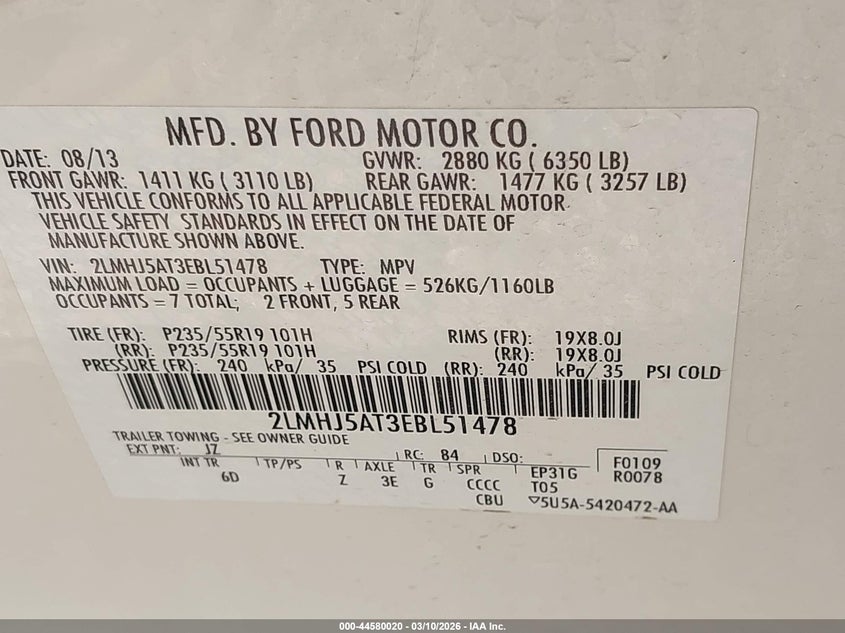 MFD. BY FORD MOTOR CO.
DATE: 08/13 GVWR: 2880 KG ( 6350 LB)
FRONT GAWR: 1411 KG ( 3110 LB) REAR GAWR: 1477 KG ( 3257 LB)
THIS VEHICLE CONFORMS TO ALL APPLICABLE FEDERAL MOTOR
VEHICLE SAFETY STANDARDS IN EFFECT ON THE DATE OF
MANUFACTURE SHOWN ABOVE.
VIN: 2LMHJ5AT3EBL51478 TYPE: MPV
MAXIMUM LOAD = OCCUPANTS + LUGGAGE = 526KG/1160LB
OCCUPANTS = 7 TOTAL; 2 FRONT, 5 REAR
TIRE (FR): P235/55R19 101H RIMS (FR): 19X8.0J
(RR): P235/55R19 101H (RR): 19X8.0J
PRESSURE (FR): 240 kPa/ 35 PSI COLD (RR): 240 kPa/ 35 PSI COLD
2LMHJ5AT3EBL51478
TRAILER TOWING - SEE OWNER GUIDE
EXT PNT: JZ RC: 84 DSO: F0109
INT TR TP/PS R AXLE TR SPR EP31G R0078
6D Z 3E G CCCC T05
CBU ▽5U5A-5420472-AA
000-44580020 - 03/10/2026 - IAA Inc.